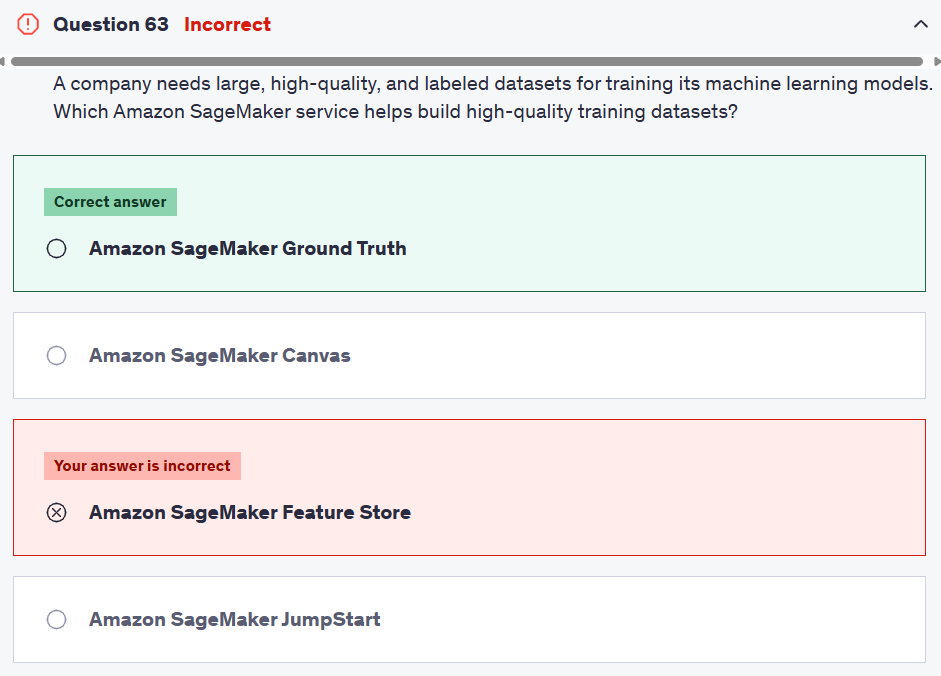 Question 63 Incorrect
A company needs large, high-quality, and labeled datasets for training its machine learning models.
Which Amazon SageMaker service helps build high-quality training datasets?
Correct answer
Amazon SageMaker Ground Truth
Amazon SageMaker Canvas
Your answer is incorrect
Amazon SageMaker Feature Store
Amazon SageMaker JumpStart